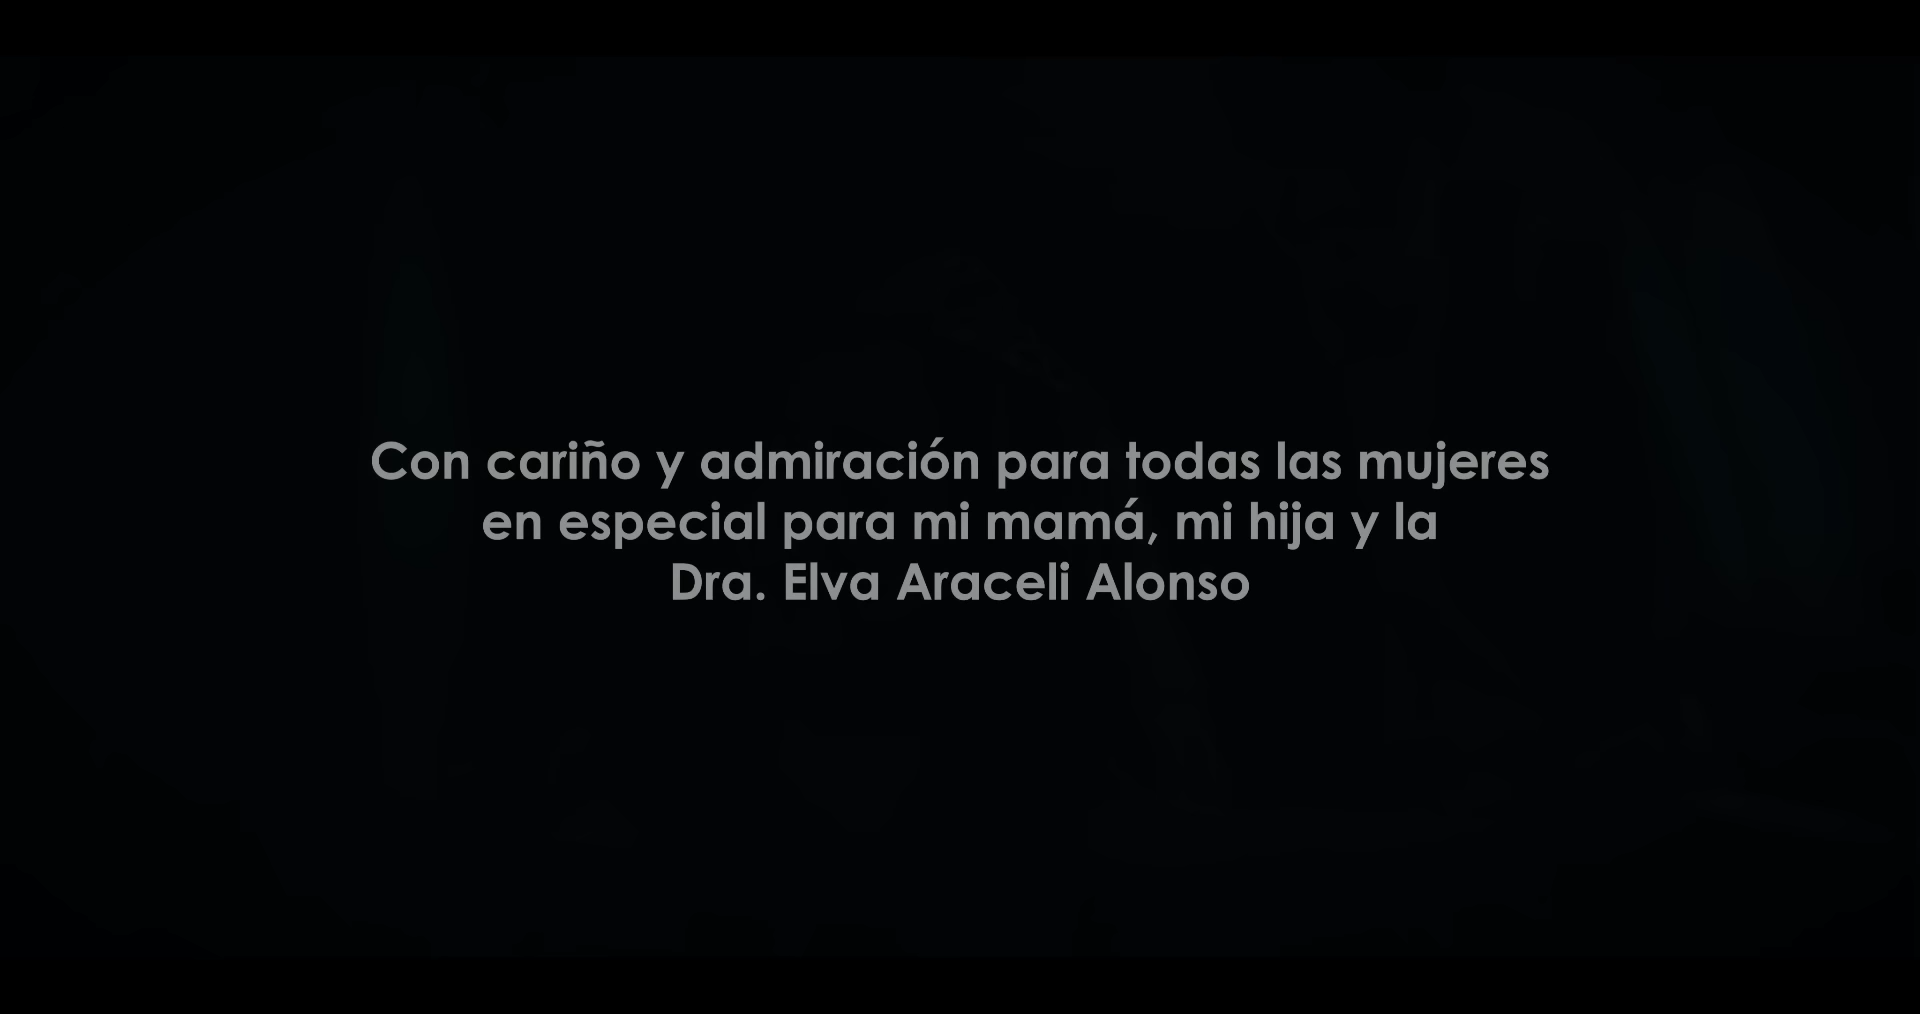 Con cariño y admiración para todas las mujeres
en especial para mi mamá, mi hija y la
Dra. Elva Araceli Alonso